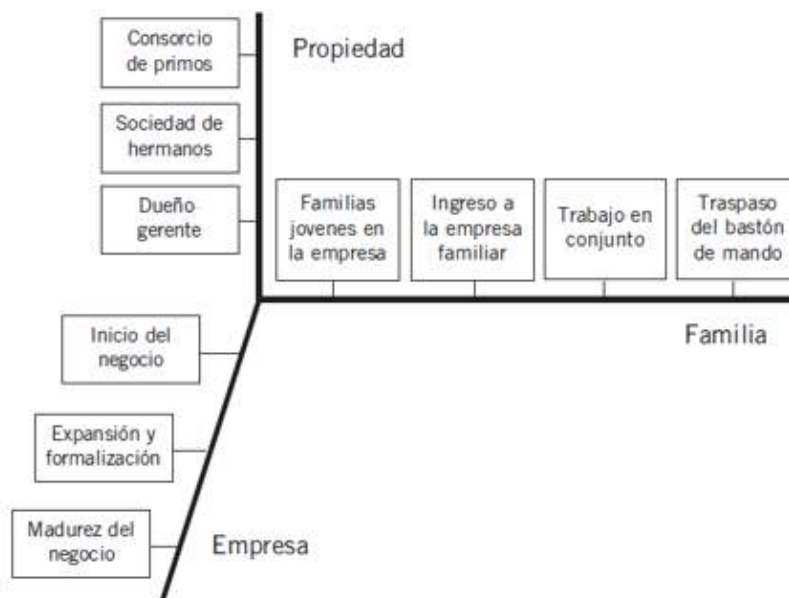 Consorcio
de primos
Propiedad
Sociedad de
hermanos
Dueño
gerente
Familias
jovenes en
la empresa
Ingreso a
la empresa
familiar
Trabajo en
conjunto
Traspaso
del bastón
de mando
Familia
Inicio del
negocio
Expansión y
formalización
Madurez del
negocio
Empresa